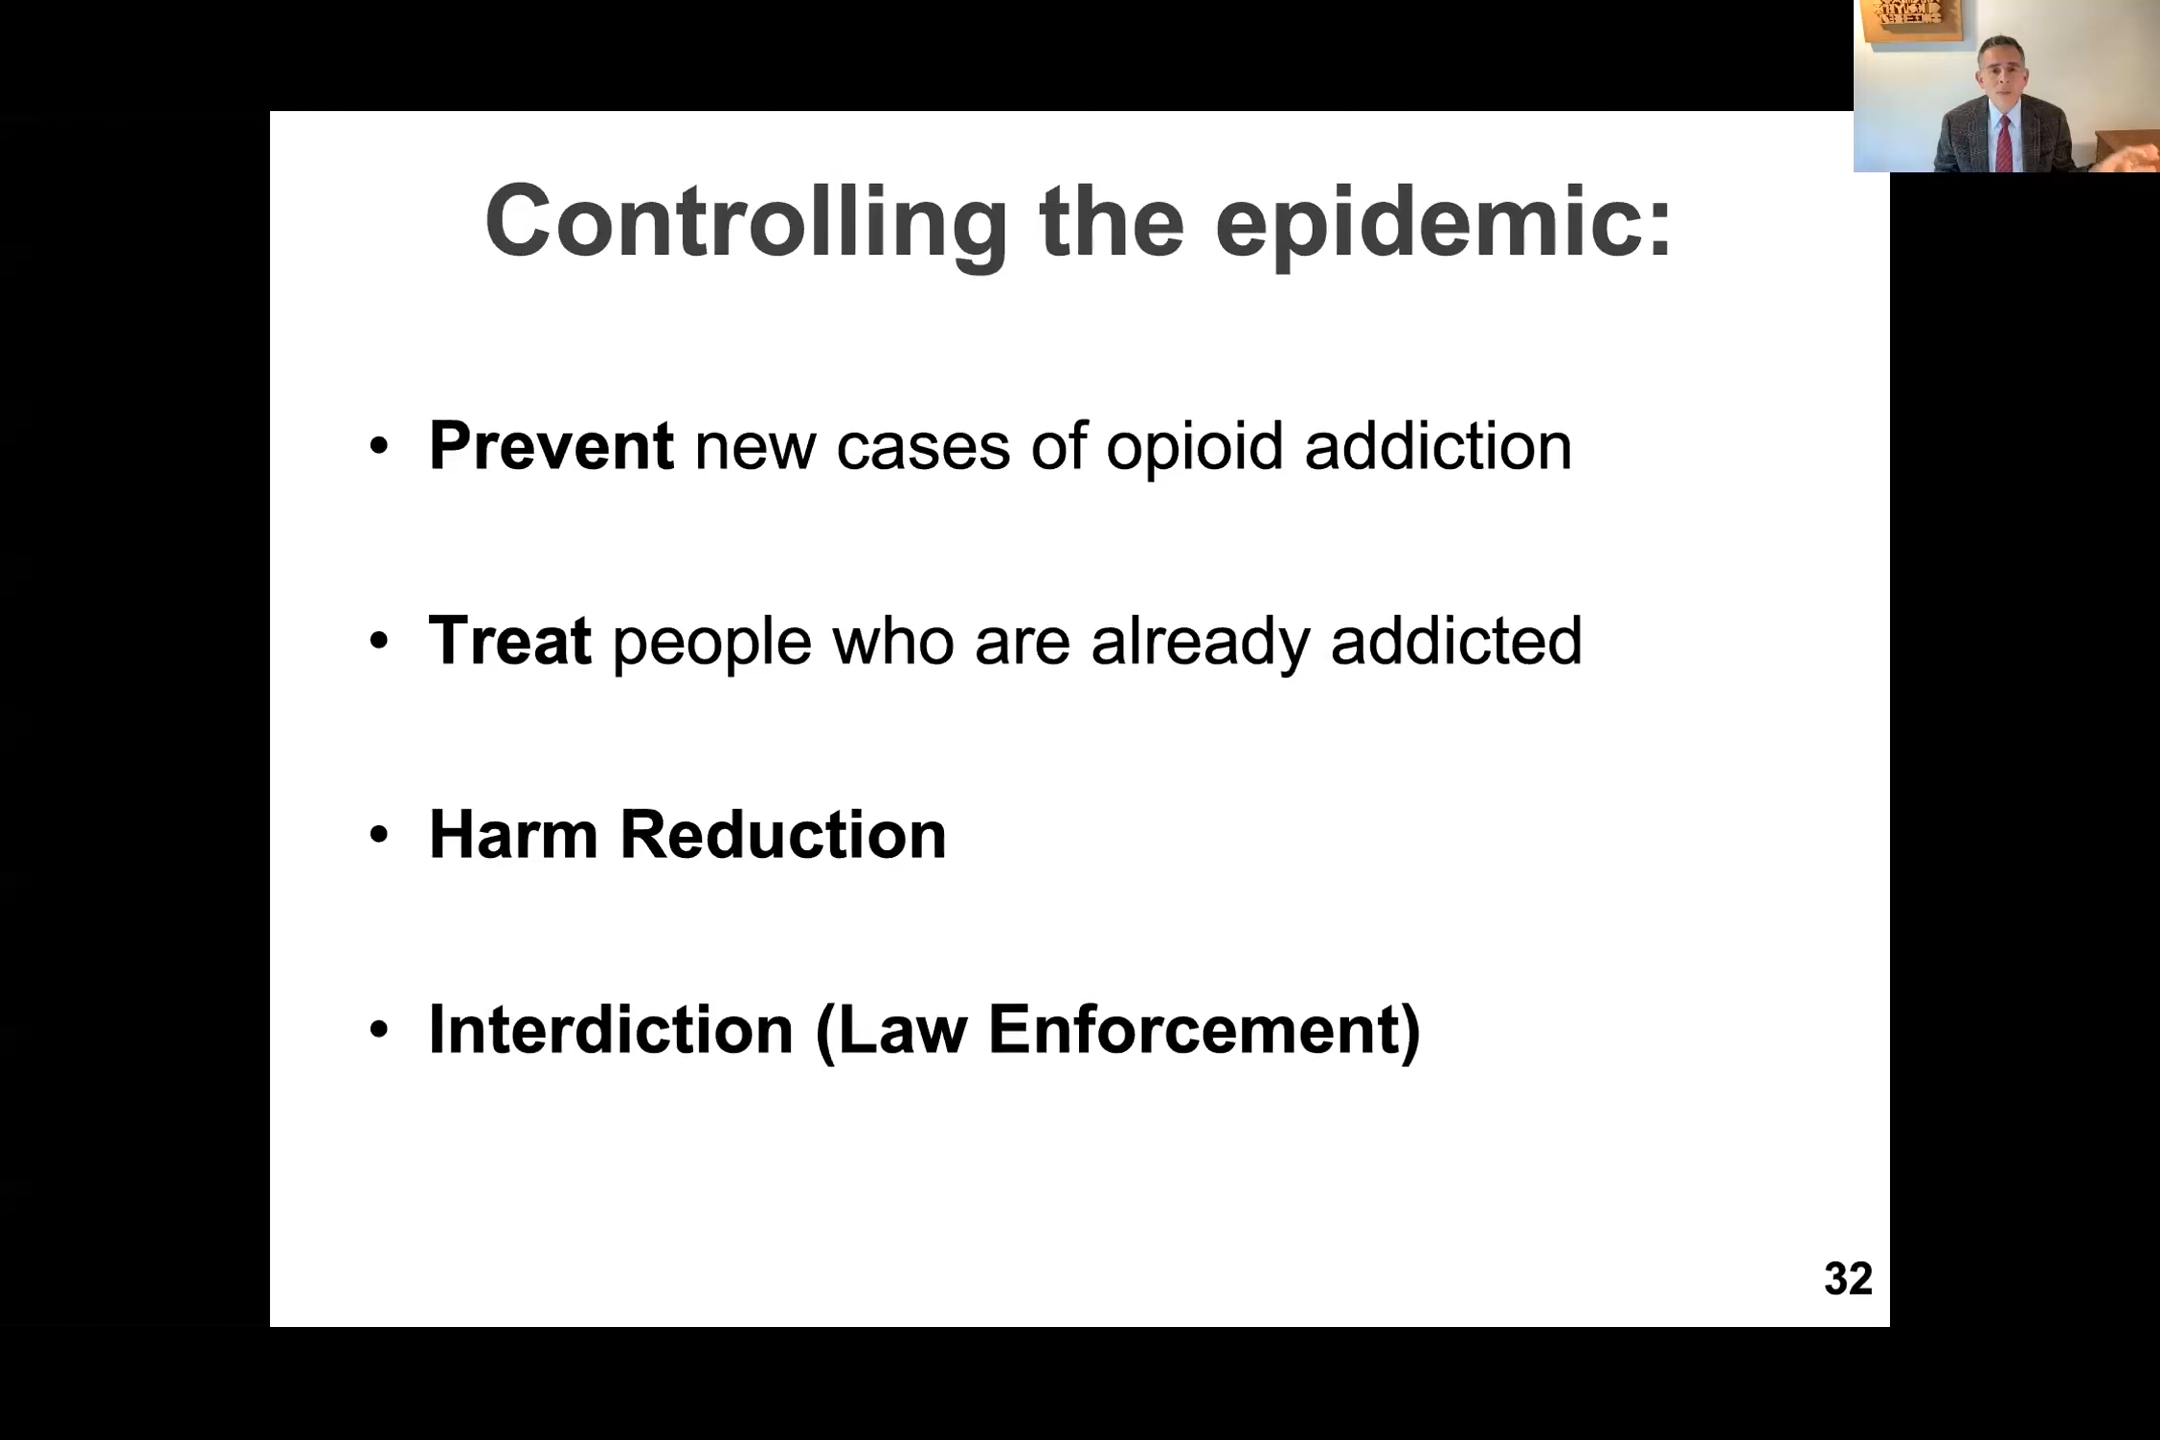 Controlling the epidemic:
• Prevent new cases of opioid addiction
• Treat people who are already addicted
• Harm Reduction
• Interdiction (Law Enforcement)
32